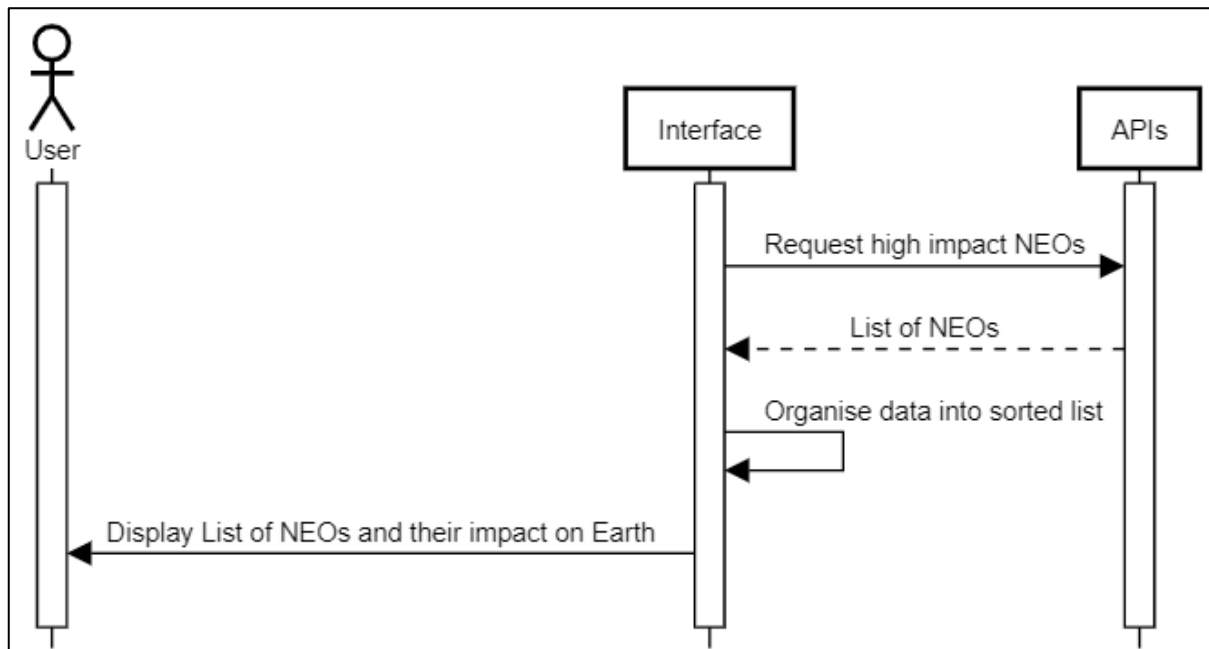 User
Interface
APIs
Request high impact NEOs
List of NEOs
Organise data into sorted list
Display List of NEOs and their impact on Earth